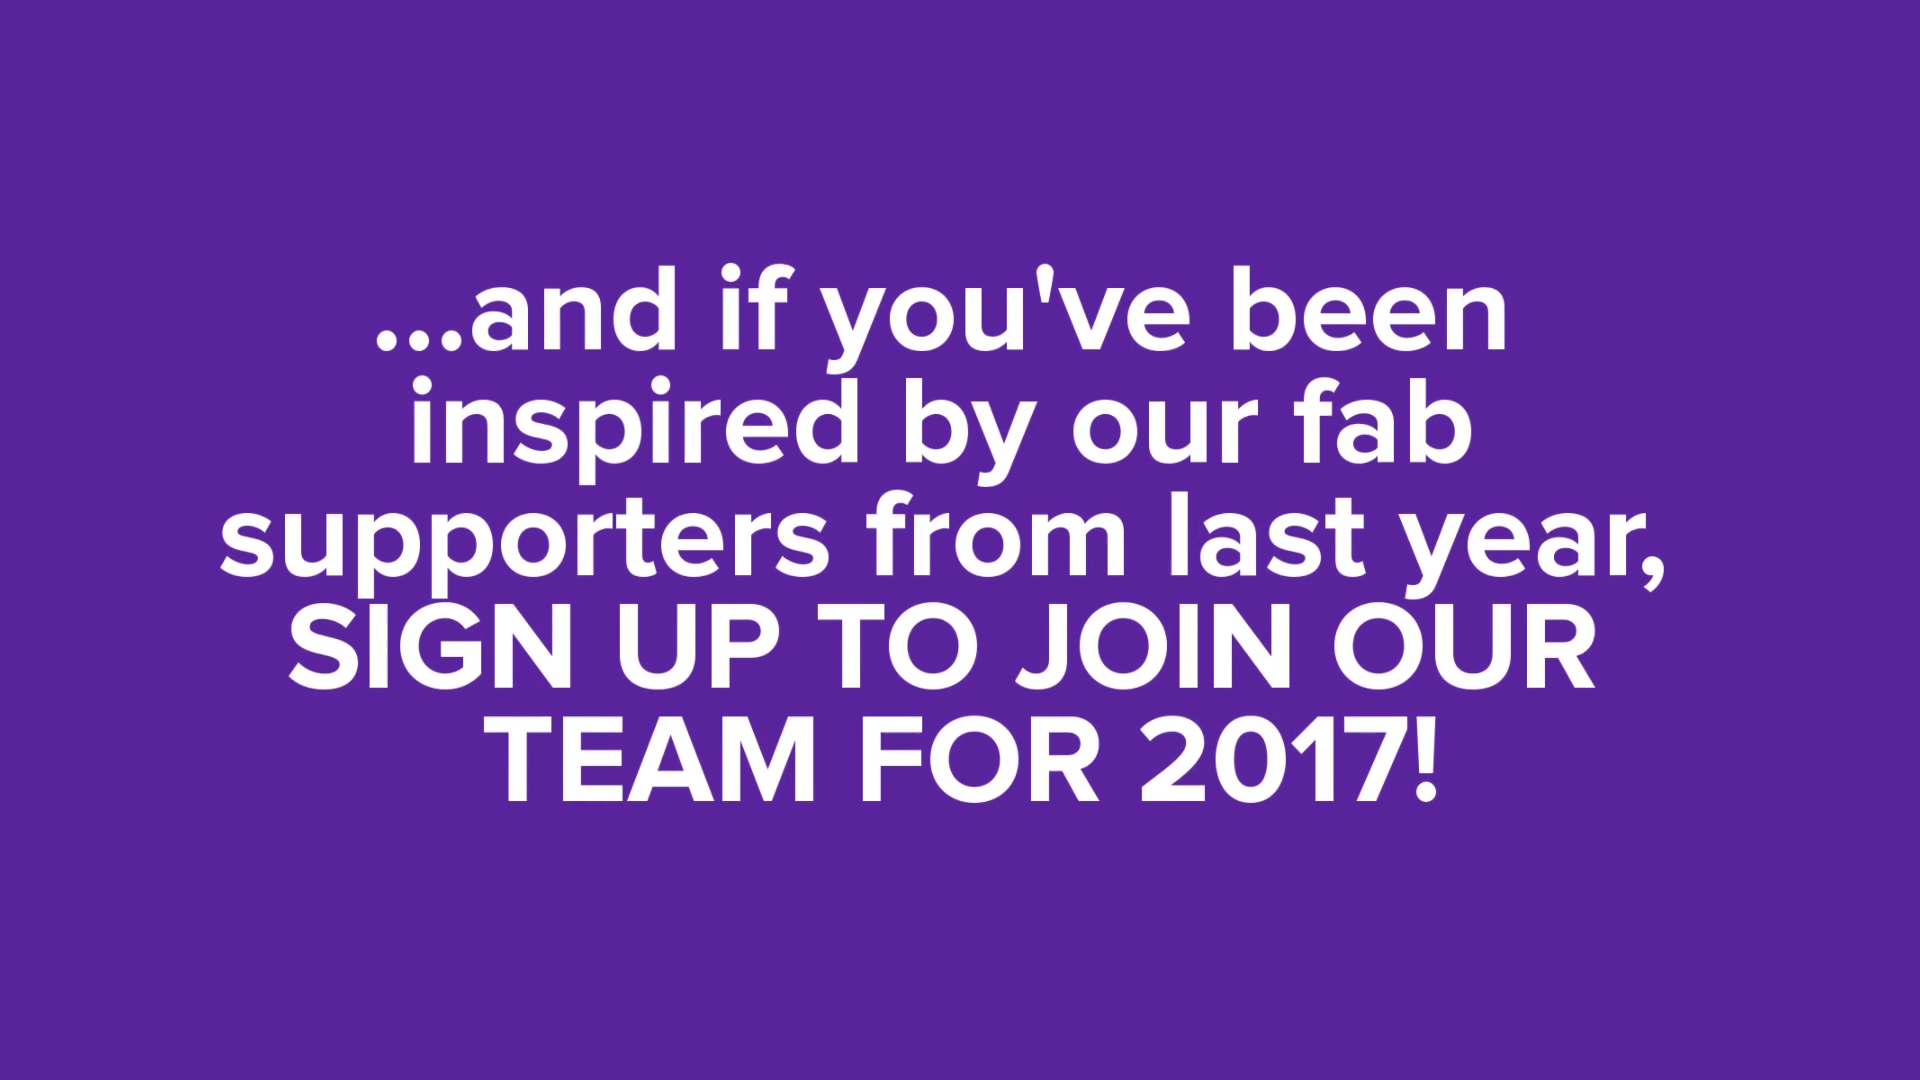 ...and if you've been
inspired by our fab
supporters from last year,
SIGN UP TO JOIN OUR
TEAM FOR 2017!